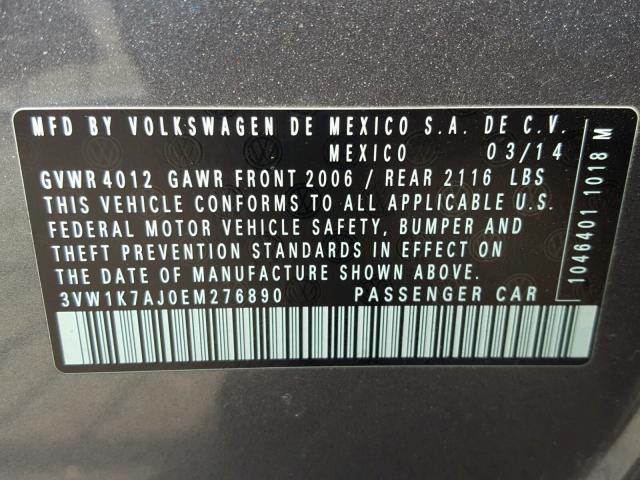 MFD BY VOLKSWAGEN DE MEXICO S.A. DE C.V.
MEXICO 03/14
GVWR 4012 GAWR FRONT 2006 / REAR 2116 LBS
THIS VEHICLE CONFORMS TO ALL APPLICABLE U.S.
FEDERAL MOTOR VEHICLE SAFETY, BUMPER AND
THEFT PREVENTION STANDARDS IN EFFECT ON
THE DATE OF MANUFACTURE SHOWN ABOVE.
3VW1K7AJ0EM276890 PASSENGER CAR
1046401 1018 M